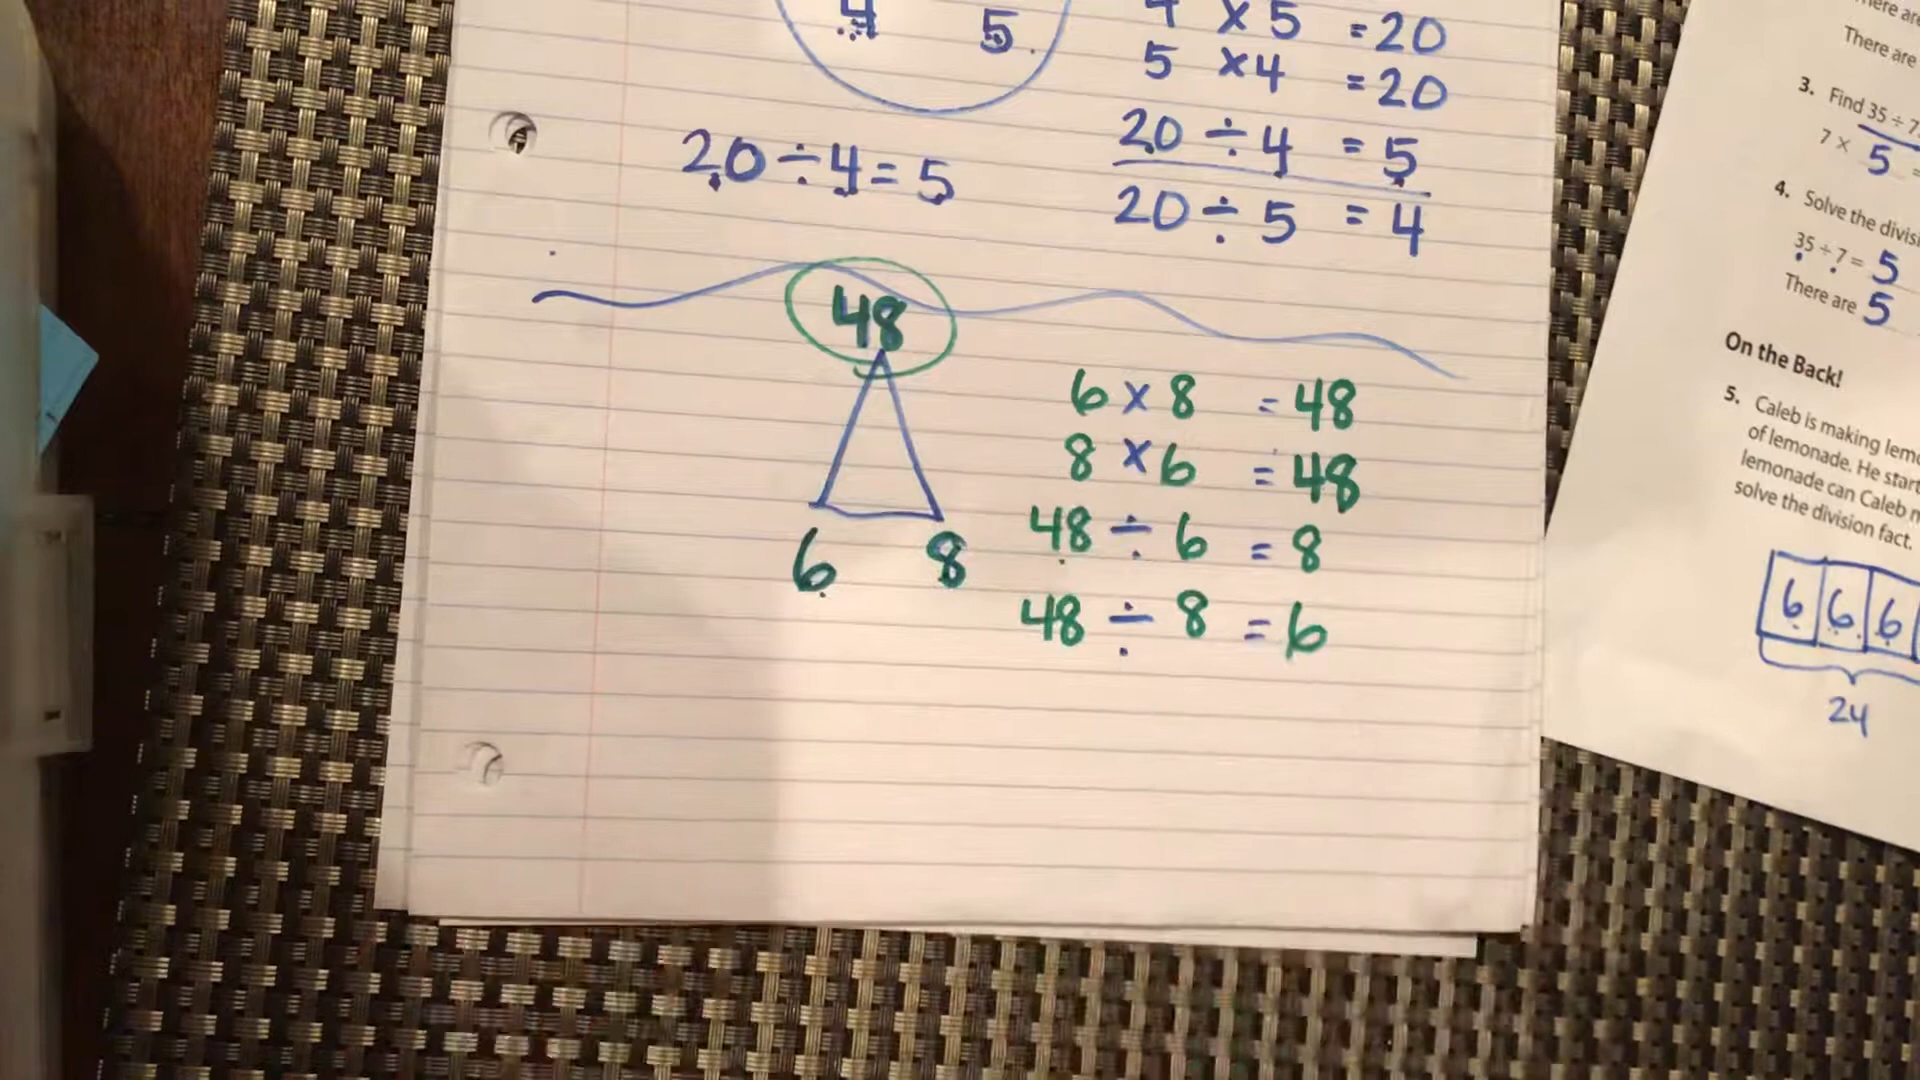 4 5
4 × 5 = 20
5 × 4 = 20
20 ÷ 4 = 5
20 ÷ 4 = 5
20 ÷ 5 = 4
48
6 8
6 × 8 = 48
8 × 6 = 48
48 ÷ 6 = 8
48 ÷ 8 = 6
There are
3. Find 35 ÷ 7
7 × 5 =
4. Solve the
35 ÷ 7 = 5
There are 5
On the Back!
5. Caleb is making
of lemonade. He
lemonade can Caleb
solve the division fact.
6 6 6
24